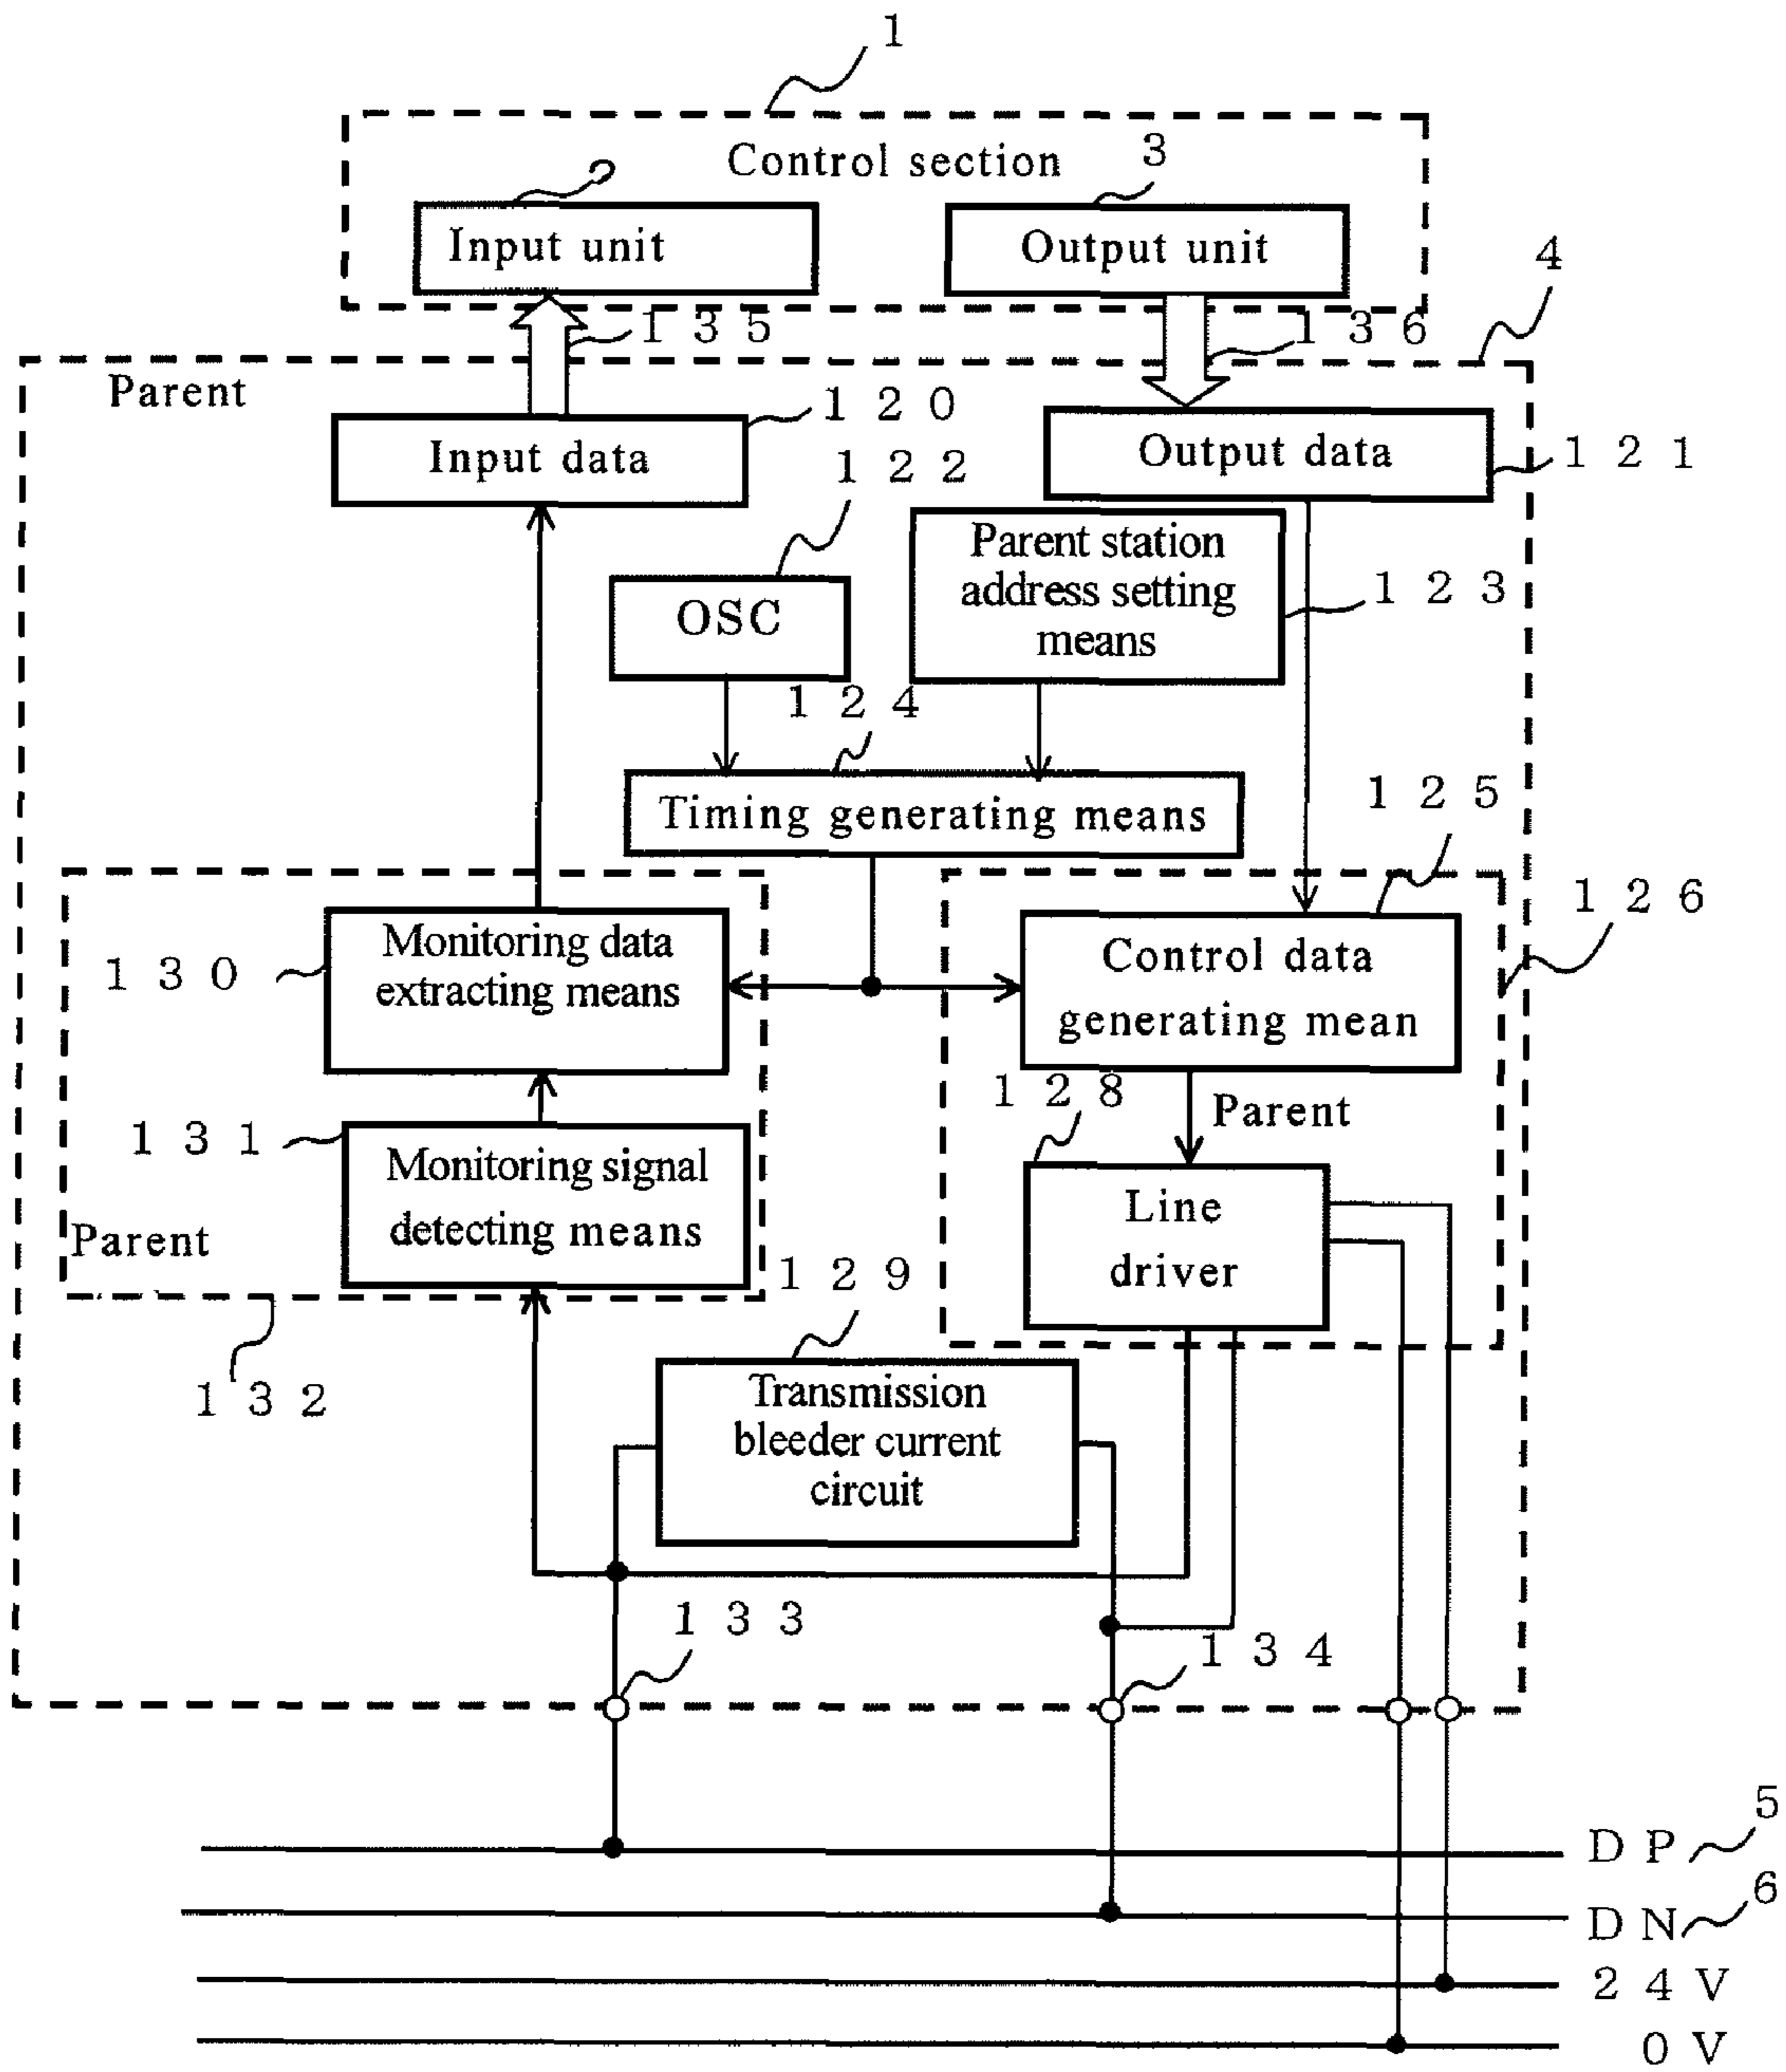 1
Control section
2
3
Input unit
Output unit
4
135
136
Parent
120
Input data
Output data
121
122
Parent station
address setting
means
123
OSC
124
Timing generating means
125
126
Monitoring data
extracting means
130
Control data
generating mean
128
Parent
131
Monitoring signal
detecting means
Line
driver
Parent
129
132
Transmission
bleeder current
circuit
133
134
DP
5
DN
6
24V
0V